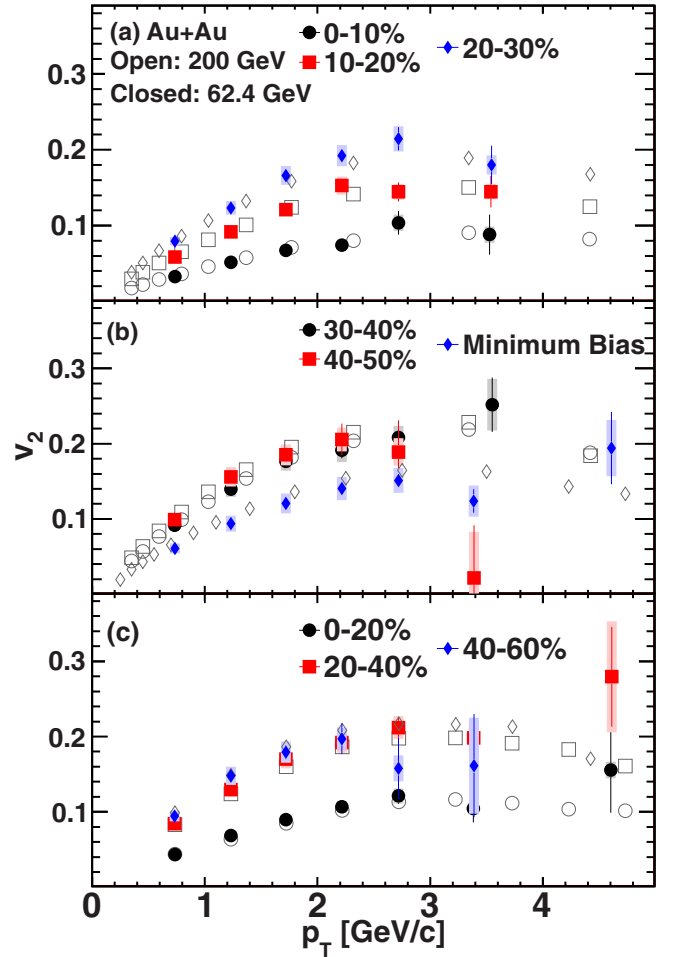 (a) Au+Au
0-10%
20-30%
Open: 200 GeV
10-20%
Closed: 62.4 GeV
0.3
0.2
0.1
(b)
30-40%
Minimum Bias
40-50%
0.3
0.2
0.1
v2
(c)
0-20%
40-60%
20-40%
0.3
0.2
0.1
0 1 2 3 4
pT [GeV/c]